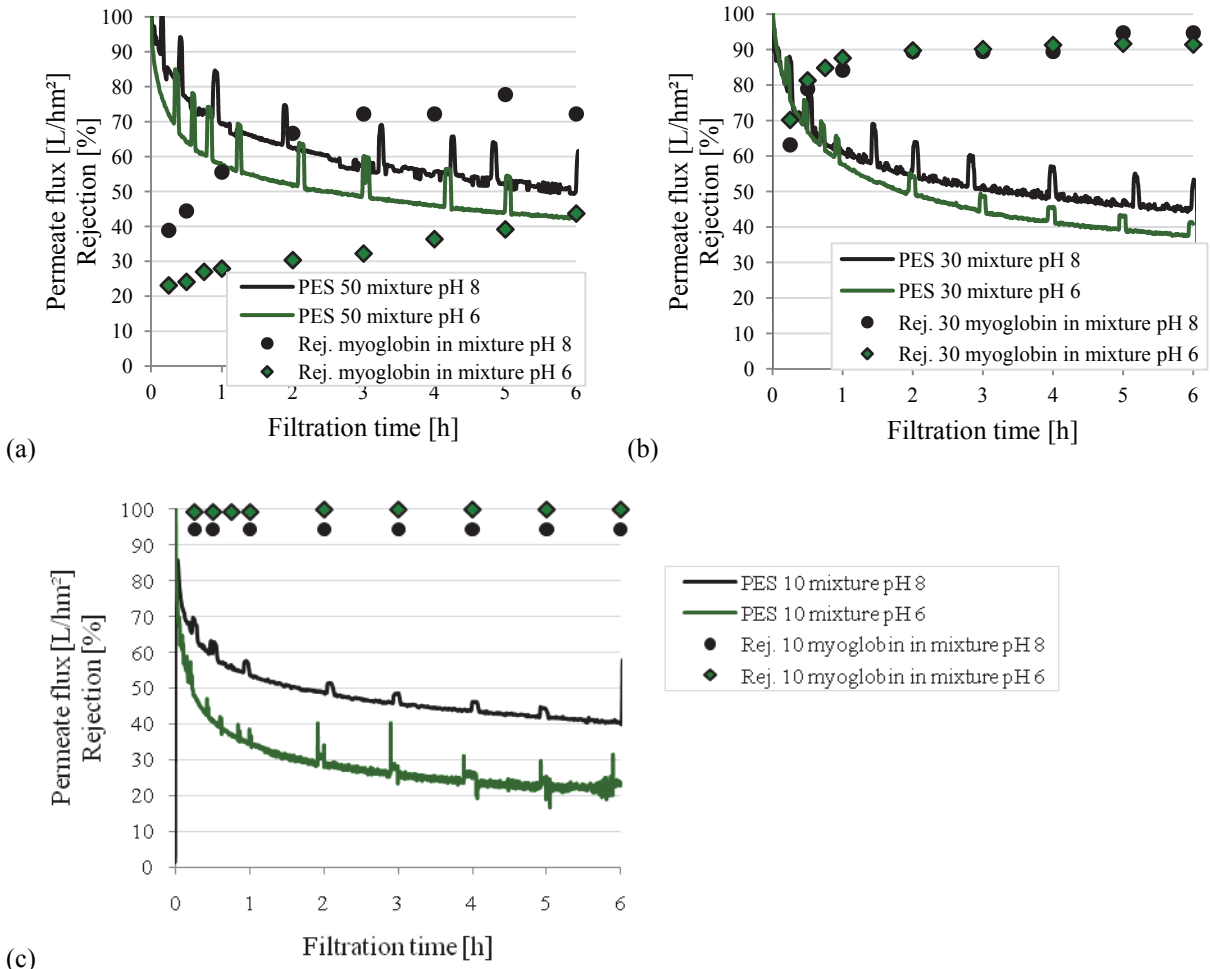 100
90
80
70
60
50
40
30
20
10
0
Permeate flux [L/hm²]
Rejection [%]
PES 50 mixture pH 8
PES 50 mixture pH 6
Rej. myoglobin in mixture pH 8
Rej. myoglobin in mixture pH 6
0 1 2 3 4 5 6
Filtration time [h]
(a)
100
90
80
70
60
50
40
30
20
10
0
Permeate flux [L/hm²]
Rejection [%]
PES 30 mixture pH 8
PES 30 mixture pH 6
Rej. 30 myoglobin in mixture pH 8
Rej. 30 myoglobin in mixture pH 6
0 1 2 3 4 5 6
Filtration time [h]
(b)
100
90
80
70
60
50
40
30
20
10
0
Permeate flux [L/hm²]
Rejection [%]
0 1 2 3 4 5 6
Filtration time [h]
PES 10 mixture pH 8
PES 10 mixture pH 6
Rej. 10 myoglobin in mixture pH 8
Rej. 10 myoglobin in mixture pH 6
(c)